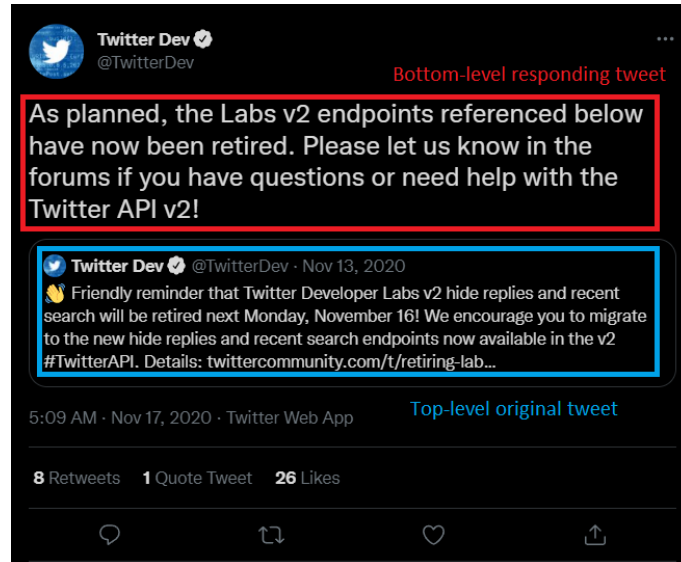 Twitter Dev
@TwitterDev
Bottom-level responding tweet
As planned, the Labs v2 endpoints referenced below
have now been retired. Please let us know in the
forums if you have questions or need help with the
Twitter API v2!
Twitter Dev @TwitterDev · Nov 13, 2020
👋 Friendly reminder that Twitter Developer Labs v2 hide replies and recent
search will be retired next Monday, November 16! We encourage you to migrate
to the new hide replies and recent search endpoints now available in the v2
#TwitterAPI. Details: twittercommunity.com/t/retiring-lab...
Top-level original tweet
5:09 AM · Nov 17, 2020 · Twitter Web App
8 Retweets 1 Quote Tweet 26 Likes